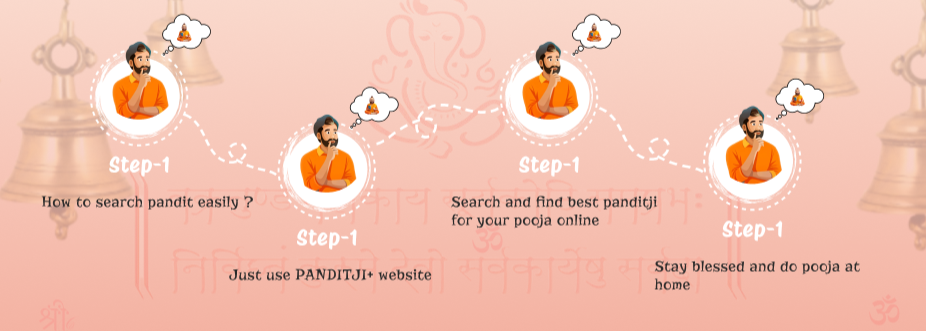 Step-1
How to search pandit easily ?
Step-1
Just use PANDITJI+ website
Step-1
Search and find best panditji
for your pooja online
Step-1
Stay blessed and do pooja at
home
श्री
ॐ
ॐ